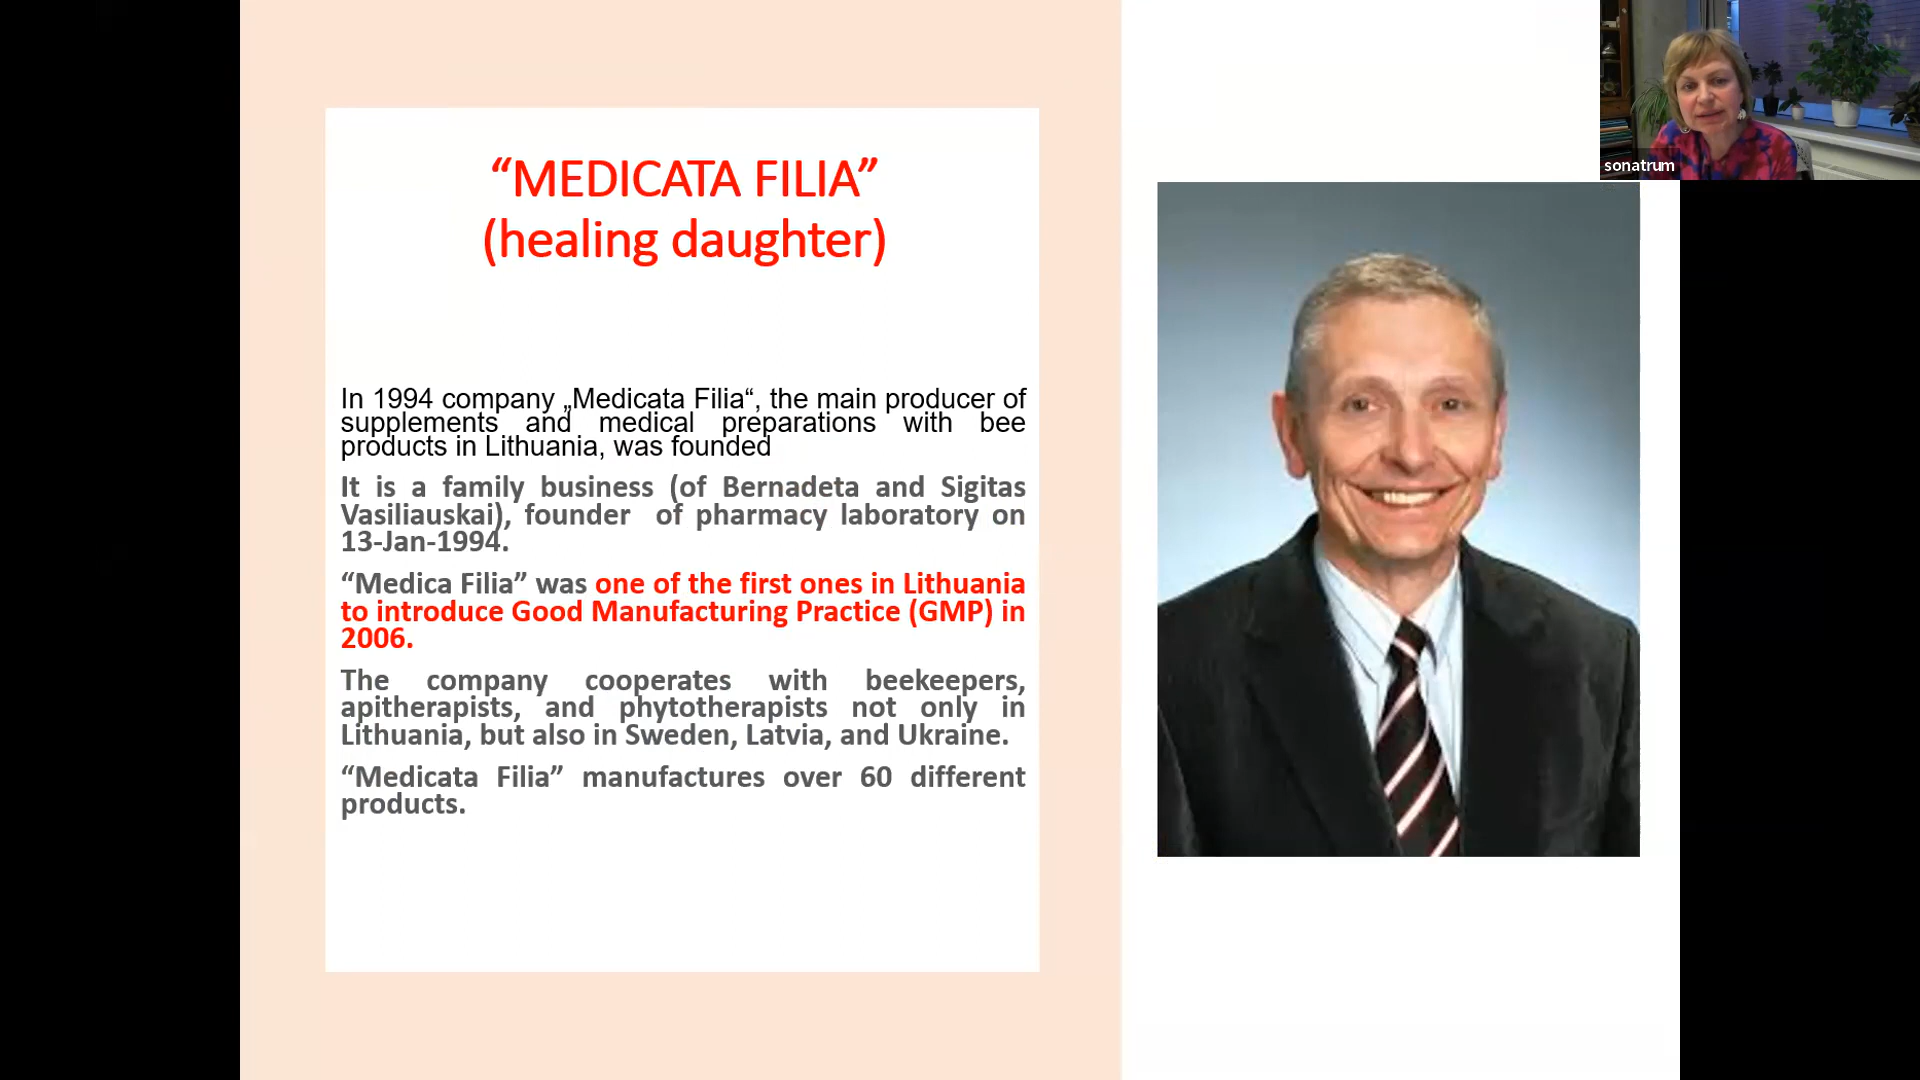 “MEDICATA FILIA”
(healing daughter)
In 1994 company „Medicata Filia“, the main producer of
supplements and medical preparations with bee
products in Lithuania, was founded
It is a family business (of Bernadeta and Sigitas
Vasiliauskai), founder of pharmacy laboratory on
13-Jan-1994.
“Medica Filia” was one of the first ones in Lithuania
to introduce Good Manufacturing Practice (GMP) in
2006.
The company cooperates with beekeepers,
apitherapists, and phytotherapists not only in
Lithuania, but also in Sweden, Latvia, and Ukraine.
“Medicata Filia” manufactures over 60 different
products.
sonatrum